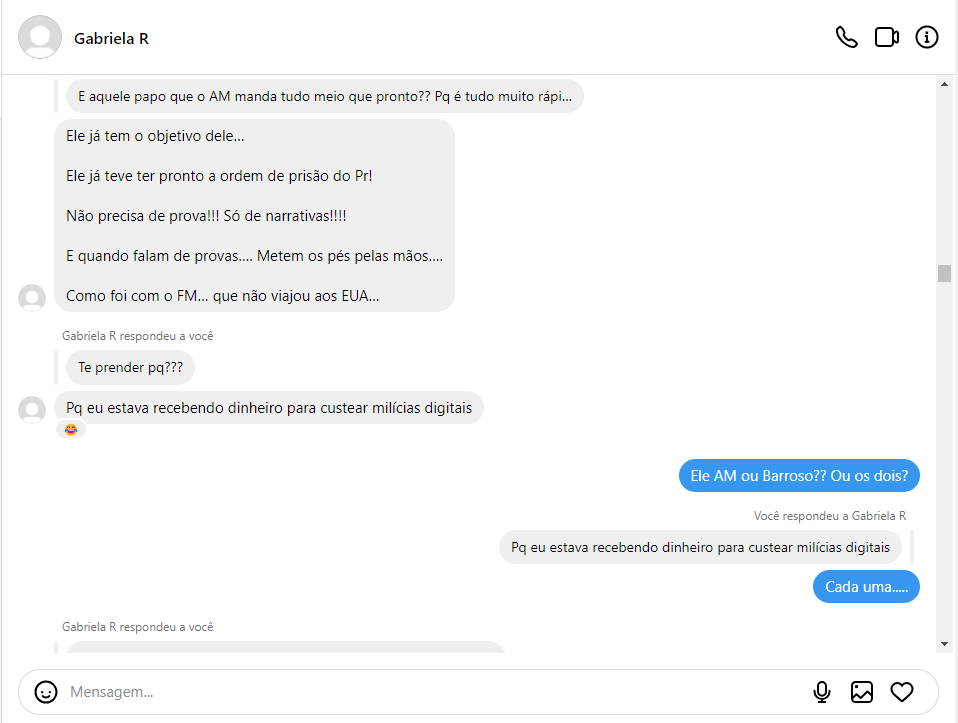 Gabriela R
E aquele papo que o AM manda tudo meio que pronto?? Pq é tudo muito rápi...
Ele já tem o objetivo dele...
Ele já teve ter pronto a ordem de prisão do Pr!
Não precisa de prova!!! Só de narrativas!!!!
E quando falam de provas.... Metem os pés pelas mãos....
Como foi com o FM... que não viajou aos EUA...
Gabriela R respondeu a você
Te prender pq???
Pq eu estava recebendo dinheiro para custear milícias digitais
Ele AM ou Barroso?? Ou os dois?
Você respondeu a Gabriela R
Pq eu estava recebendo dinheiro para custear milícias digitais
Cada uma.....
Gabriela R respondeu a você
Mensagem...